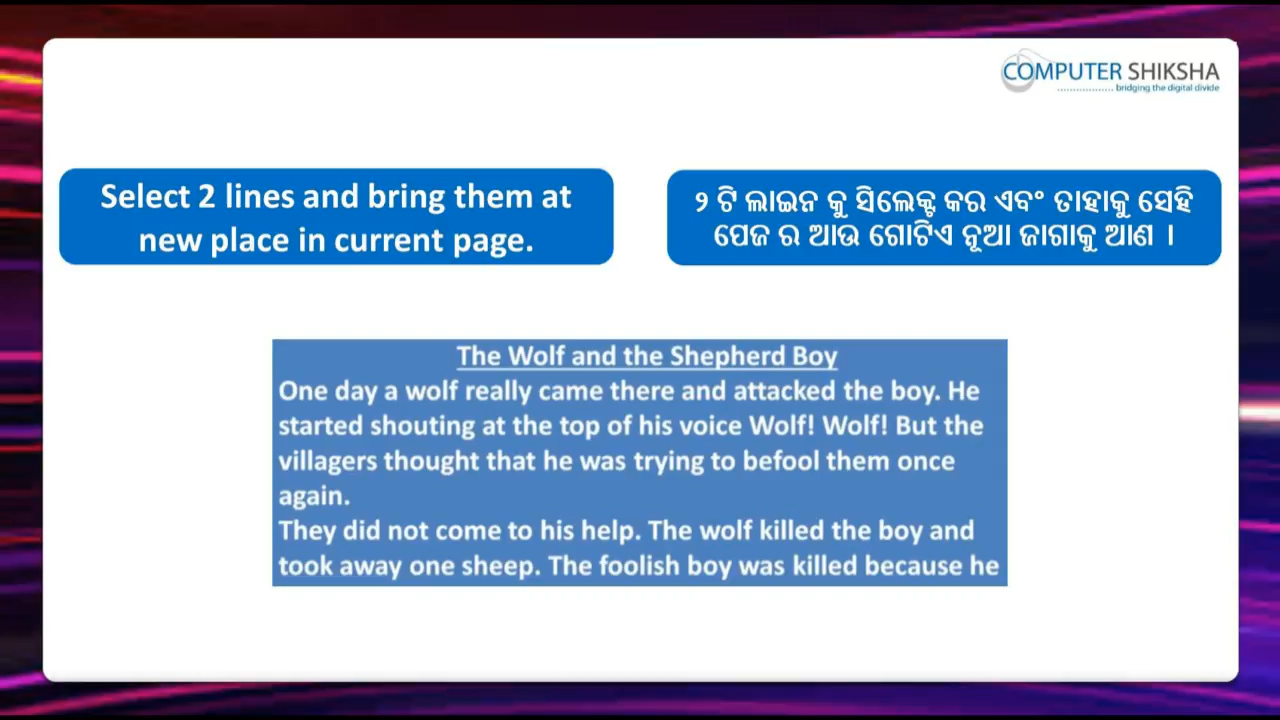 COMPUTER SHIKSHA
bridging the digital divide
Select 2 lines and bring them at
new place in current page.
୨ ଟି ଲାଇନ କୁ ସିଲେକ୍ଟ କର ଏବଂ ତାହାକୁ ସେହି
ପେଜ ର ଆଉ ଗୋଟିଏ ନୂଆ ଜାଗାକୁ ଆଣ ।
The Wolf and the Shepherd Boy
One day a wolf really came there and attacked the boy. He
started shouting at the top of his voice Wolf! Wolf! But the
villagers thought that he was trying to befool them once
again.
They did not come to his help. The wolf killed the boy and
took away one sheep. The foolish boy was killed because he